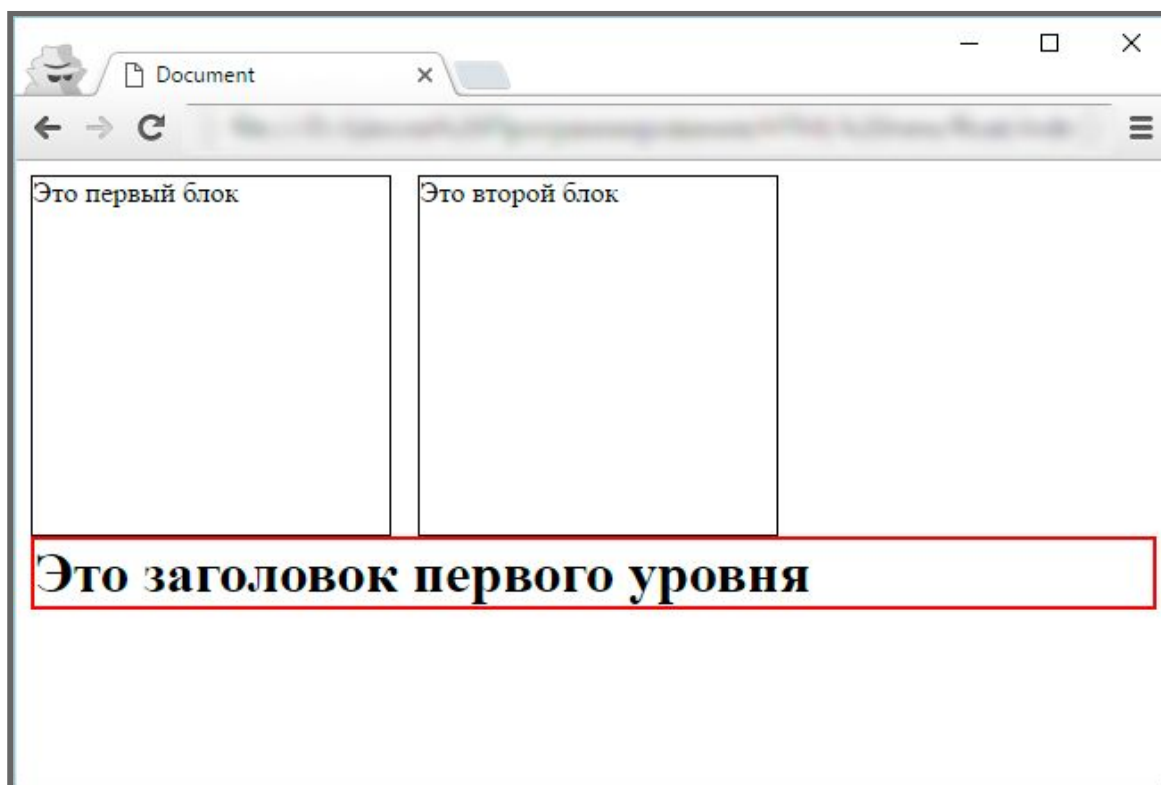 Document
Это первый блок
Это второй блок
Это заголовок первого уровня